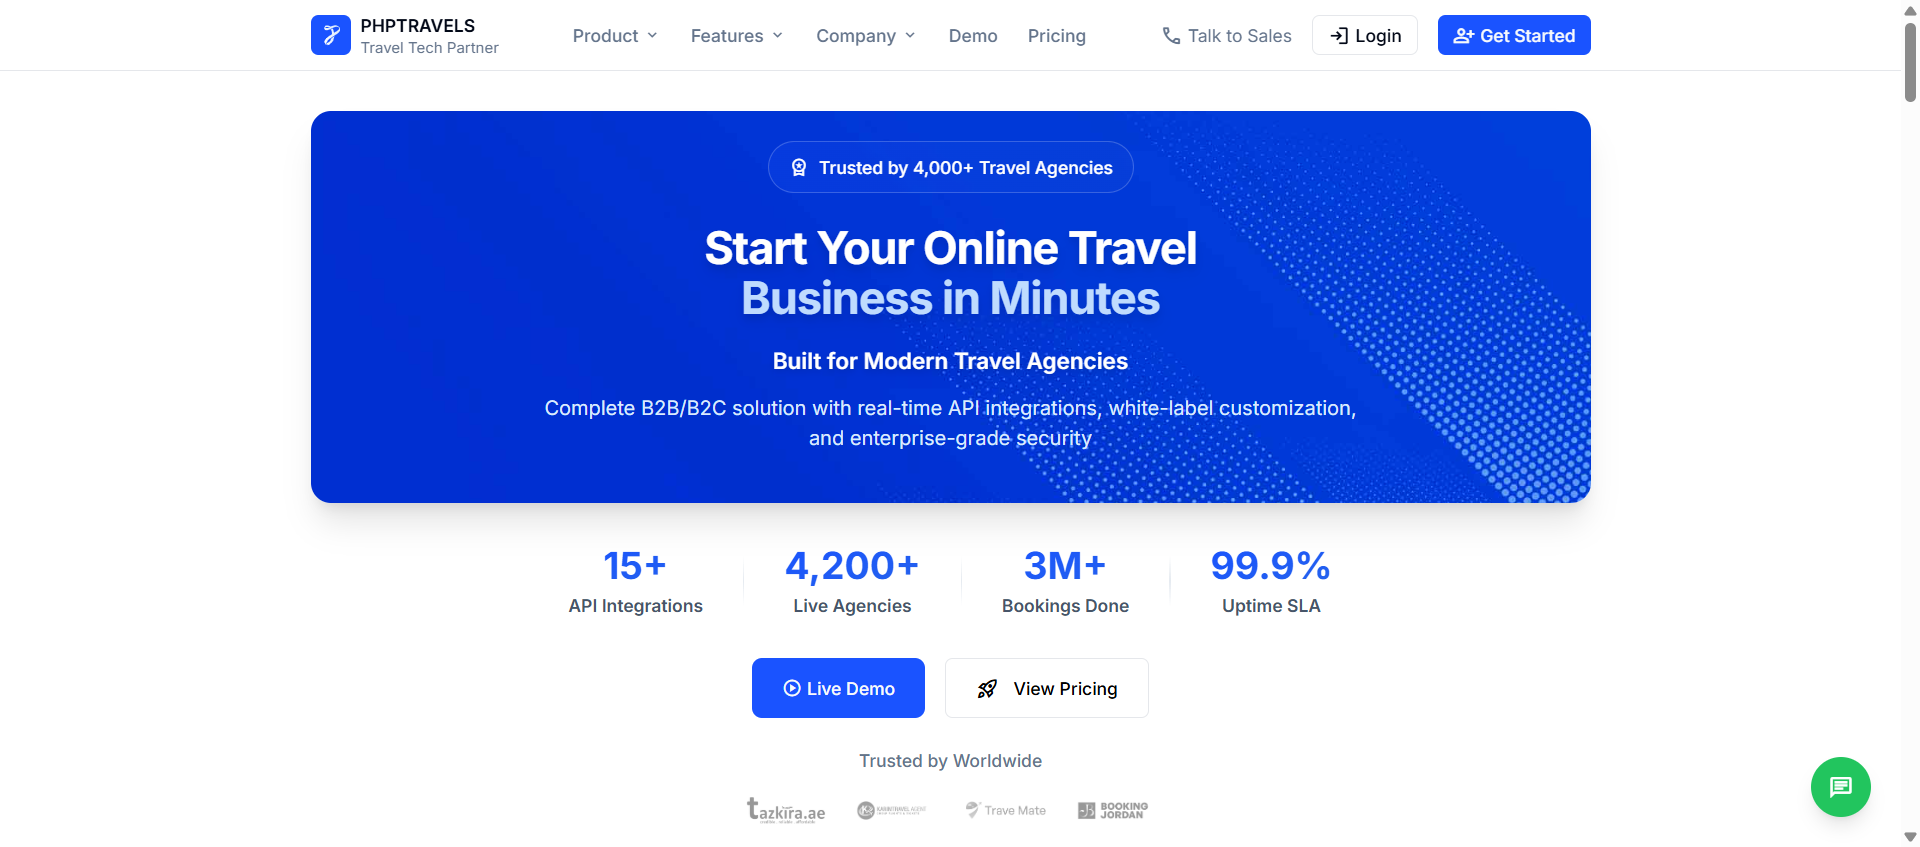 PHPTRAVELS
Travel Tech Partner
Product
Features
Company
Demo
Pricing
Talk to Sales
Login
Get Started
Trusted by 4,000+ Travel Agencies
Start Your Online Travel
Business in Minutes
Built for Modern Travel Agencies
Complete B2B/B2C solution with real-time API integrations, white-label customization,
and enterprise-grade security
15+
API Integrations
4,200+
Live Agencies
3M+
Bookings Done
99.9%
Uptime SLA
Live Demo
View Pricing
Trusted by Worldwide
tazkira.ae
Trave Mate
BOOKING
JORDAN